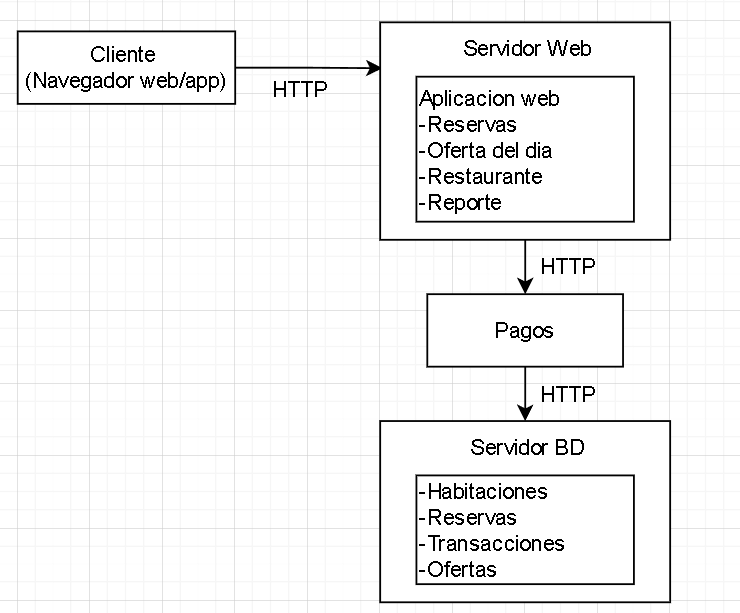 Cliente
(Navegador web/app)
HTTP
Servidor Web
Aplicacion web
-Reservas
-Oferta del dia
-Restaurante
-Reporte
HTTP
Pagos
HTTP
Servidor BD
-Habitaciones
-Reservas
-Transacciones
-Ofertas